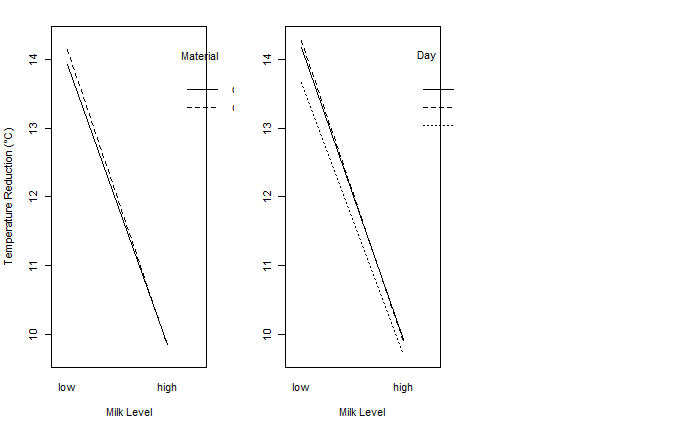 Temperature Reduction (°C)
14
13
12
11
10
Material
low
high
Milk Level
14
13
12
11
10
Day
low
high
Milk Level